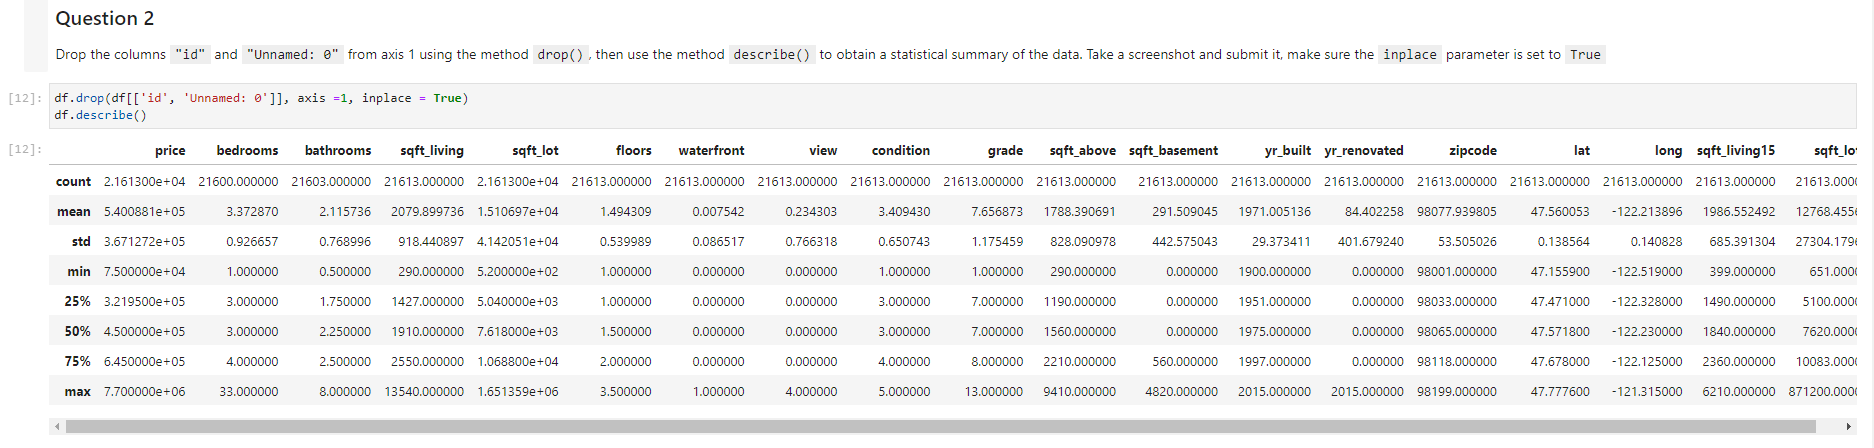 Question 2
Drop the columns "id" and "Unnamed: 0" from axis 1 using the method drop() , then use the method describe() to obtain a statistical summary of the data. Take a screenshot and submit it, make sure the inplace parameter is set to True
[12]: df.drop(df[['id', 'Unnamed: 0']], axis =1, inplace = True)
df.describe()
[12]: price bedrooms bathrooms sqft_living sqft_lot floors waterfront view condition grade sqft_above sqft_basement yr_built yr_renovated zipcode lat long sqft_living15 sqft_lo
count 2.161300e+04 21600.000000 21603.000000 21613.000000 2.161300e+04 21613.000000 21613.000000 21613.000000 21613.000000 21613.000000 21613.000000 21613.000000 21613.000000 21613.000000 21613.000000 21613.000000 21613.000000 21613.000000 21613.000
mean 5.400881e+05 3.372870 2.115736 2079.899736 1.510697e+04 1.494309 0.007542 0.234303 3.409430 7.656873 1788.390691 291.509045 1971.005136 84.402258 98077.939805 47.560053 -122.213896 1986.552492 12768.455
std 3.671272e+05 0.926657 0.768996 918.440897 4.142051e+04 0.539989 0.086517 0.766318 0.650743 1.175459 828.090978 442.575043 29.373411 401.679240 53.505026 0.138564 0.140828 685.391304 27304.179
min 7.500000e+04 1.000000 0.500000 290.000000 5.200000e+02 1.000000 0.000000 0.000000 1.000000 1.000000 290.000000 0.000000 1900.000000 0.000000 98001.000000 47.155900 -122.519000 399.000000 651.000
25% 3.219500e+05 3.000000 1.750000 1427.000000 5.040000e+03 1.000000 0.000000 0.000000 3.000000 7.000000 1190.000000 0.000000 1951.000000 0.000000 98033.000000 47.471000 -122.328000 1490.000000 5100.000
50% 4.500000e+05 3.000000 2.250000 1910.000000 7.618000e+03 1.500000 0.000000 0.000000 3.000000 7.000000 1560.000000 0.000000 1975.000000 0.000000 98065.000000 47.571800 -122.230000 1840.000000 7620.000
75% 6.450000e+05 4.000000 2.500000 2550.000000 1.068800e+04 2.000000 0.000000 0.000000 4.000000 8.000000 2210.000000 560.000000 1997.000000 0.000000 98118.000000 47.678000 -122.125000 2360.000000 10083.000
max 7.700000e+06 33.000000 8.000000 13540.000000 1.651359e+06 3.500000 1.000000 4.000000 5.000000 13.000000 9410.000000 4820.000000 2015.000000 2015.000000 98199.000000 47.777600 -121.315000 6210.000000 871200.000